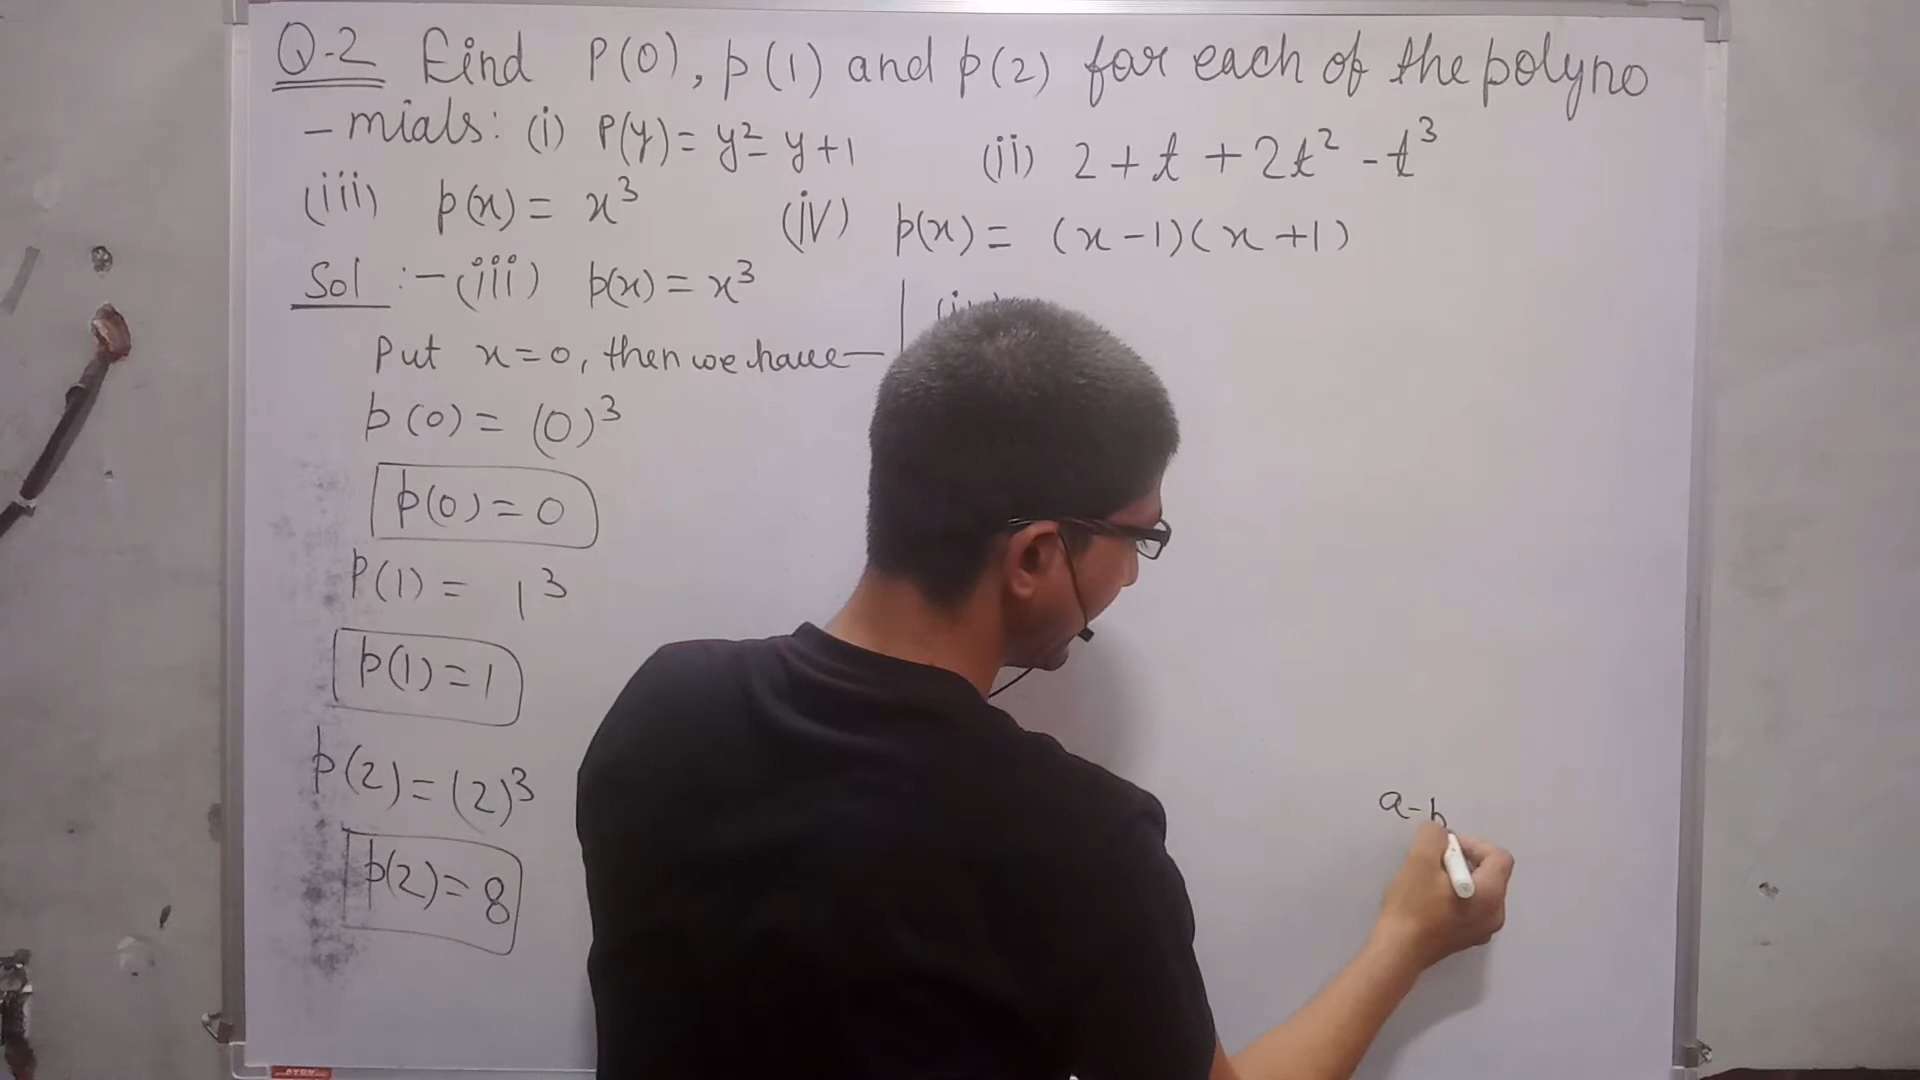 Q-2 Find P(0), p(1) and p(2) for each of the polyno
-mials: (i) P(y) = y² - y + 1 (ii) 2 + t + 2t² - t³
(iii) p(x) = x³ (iv) p(x) = (x-1)(x+1)
Sol :- (iii) p(x) = x³
Put x=0, then we have—
p(0) = (0)³
p(0) = 0
P(1) = 1³
p(1) = 1
p(2) = (2)³
p(2) = 8
a-b